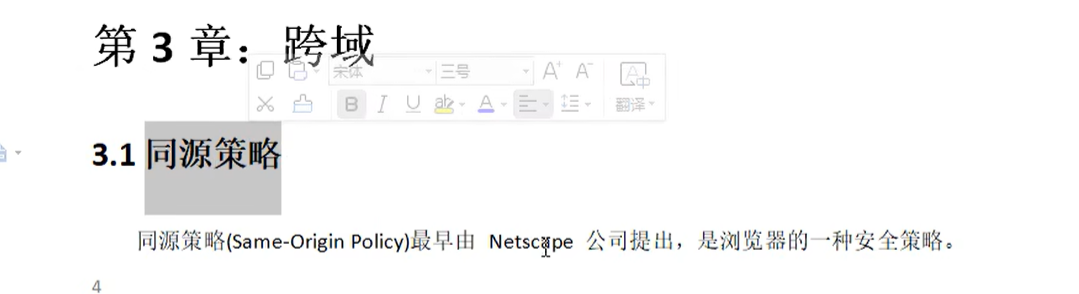 第 3 章：跨域
宋体 三号 A+ A-
B I U ab A 翻译
3.1 同源策略
同源策略(Same-Origin Policy)最早由 Netscape 公司提出，是浏览器的一种安全策略。
4